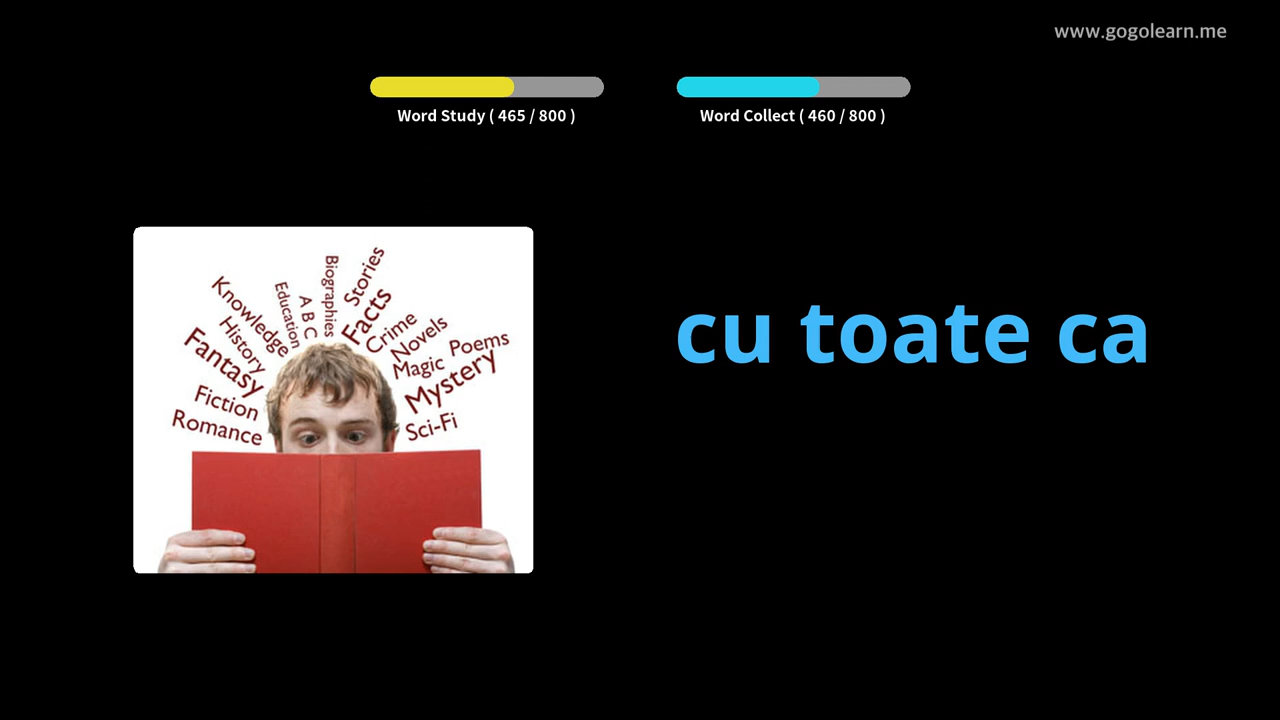 www.gogolearn.me
Word Study ( 465 / 800 )
Word Collect ( 460 / 800 )
cu toate ca
Knowledge
History
Fantasy
Fiction
Romance
Education
A B C
Biographies
Stories
Facts
Crime
Novels
Magic
Poems
Mystery
Sci-Fi